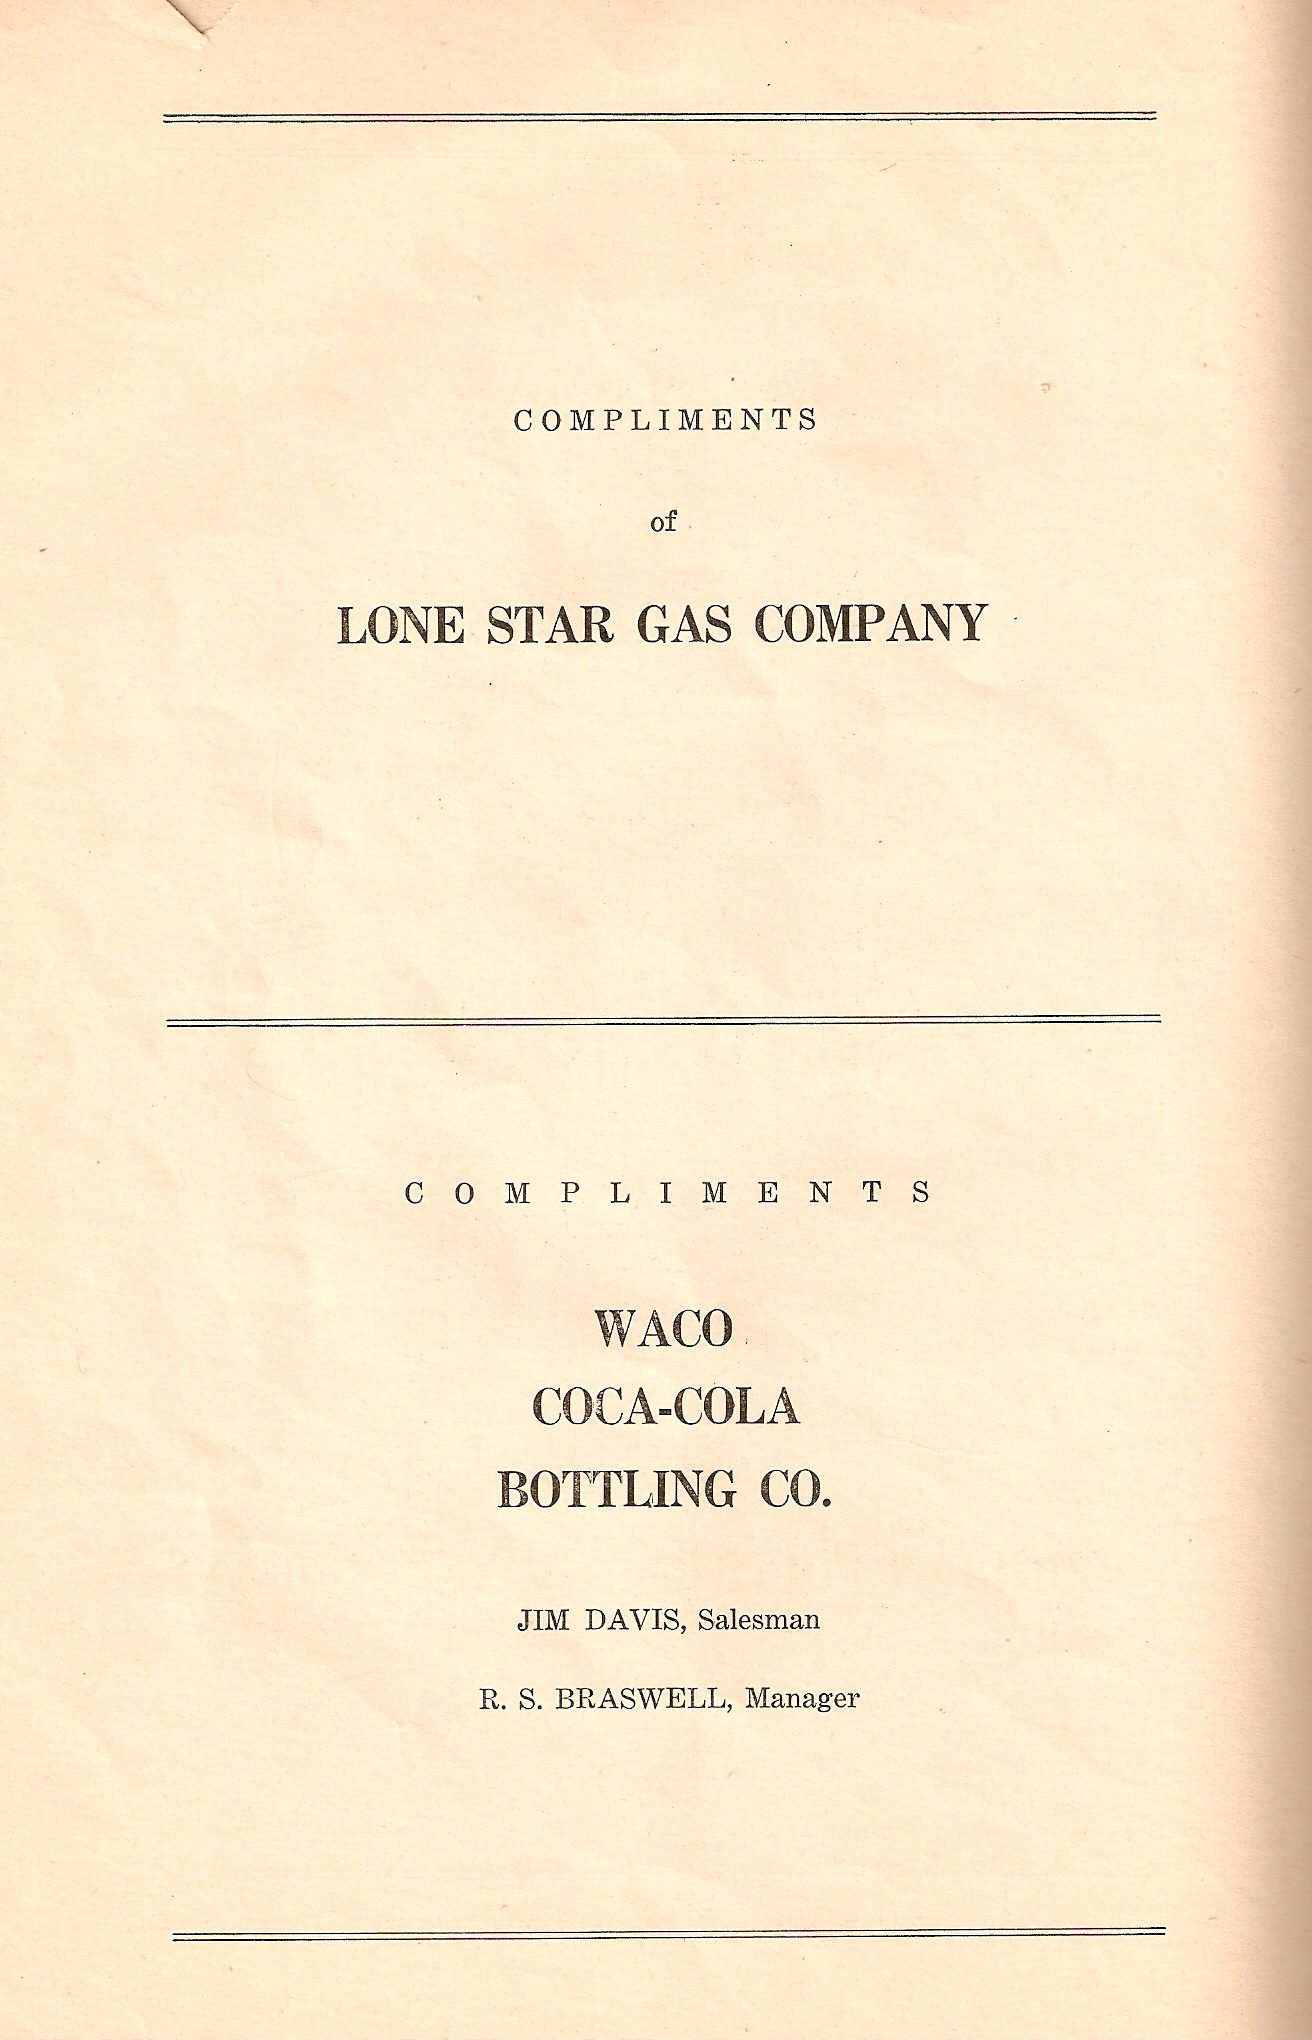 COMPLIMENTS
of
LONE STAR GAS COMPANY
COMPLIMENTS
WACO
COCA-COLA
BOTTLING CO.
JIM DAVIS, Salesman
R. S. BRASWELL, Manager